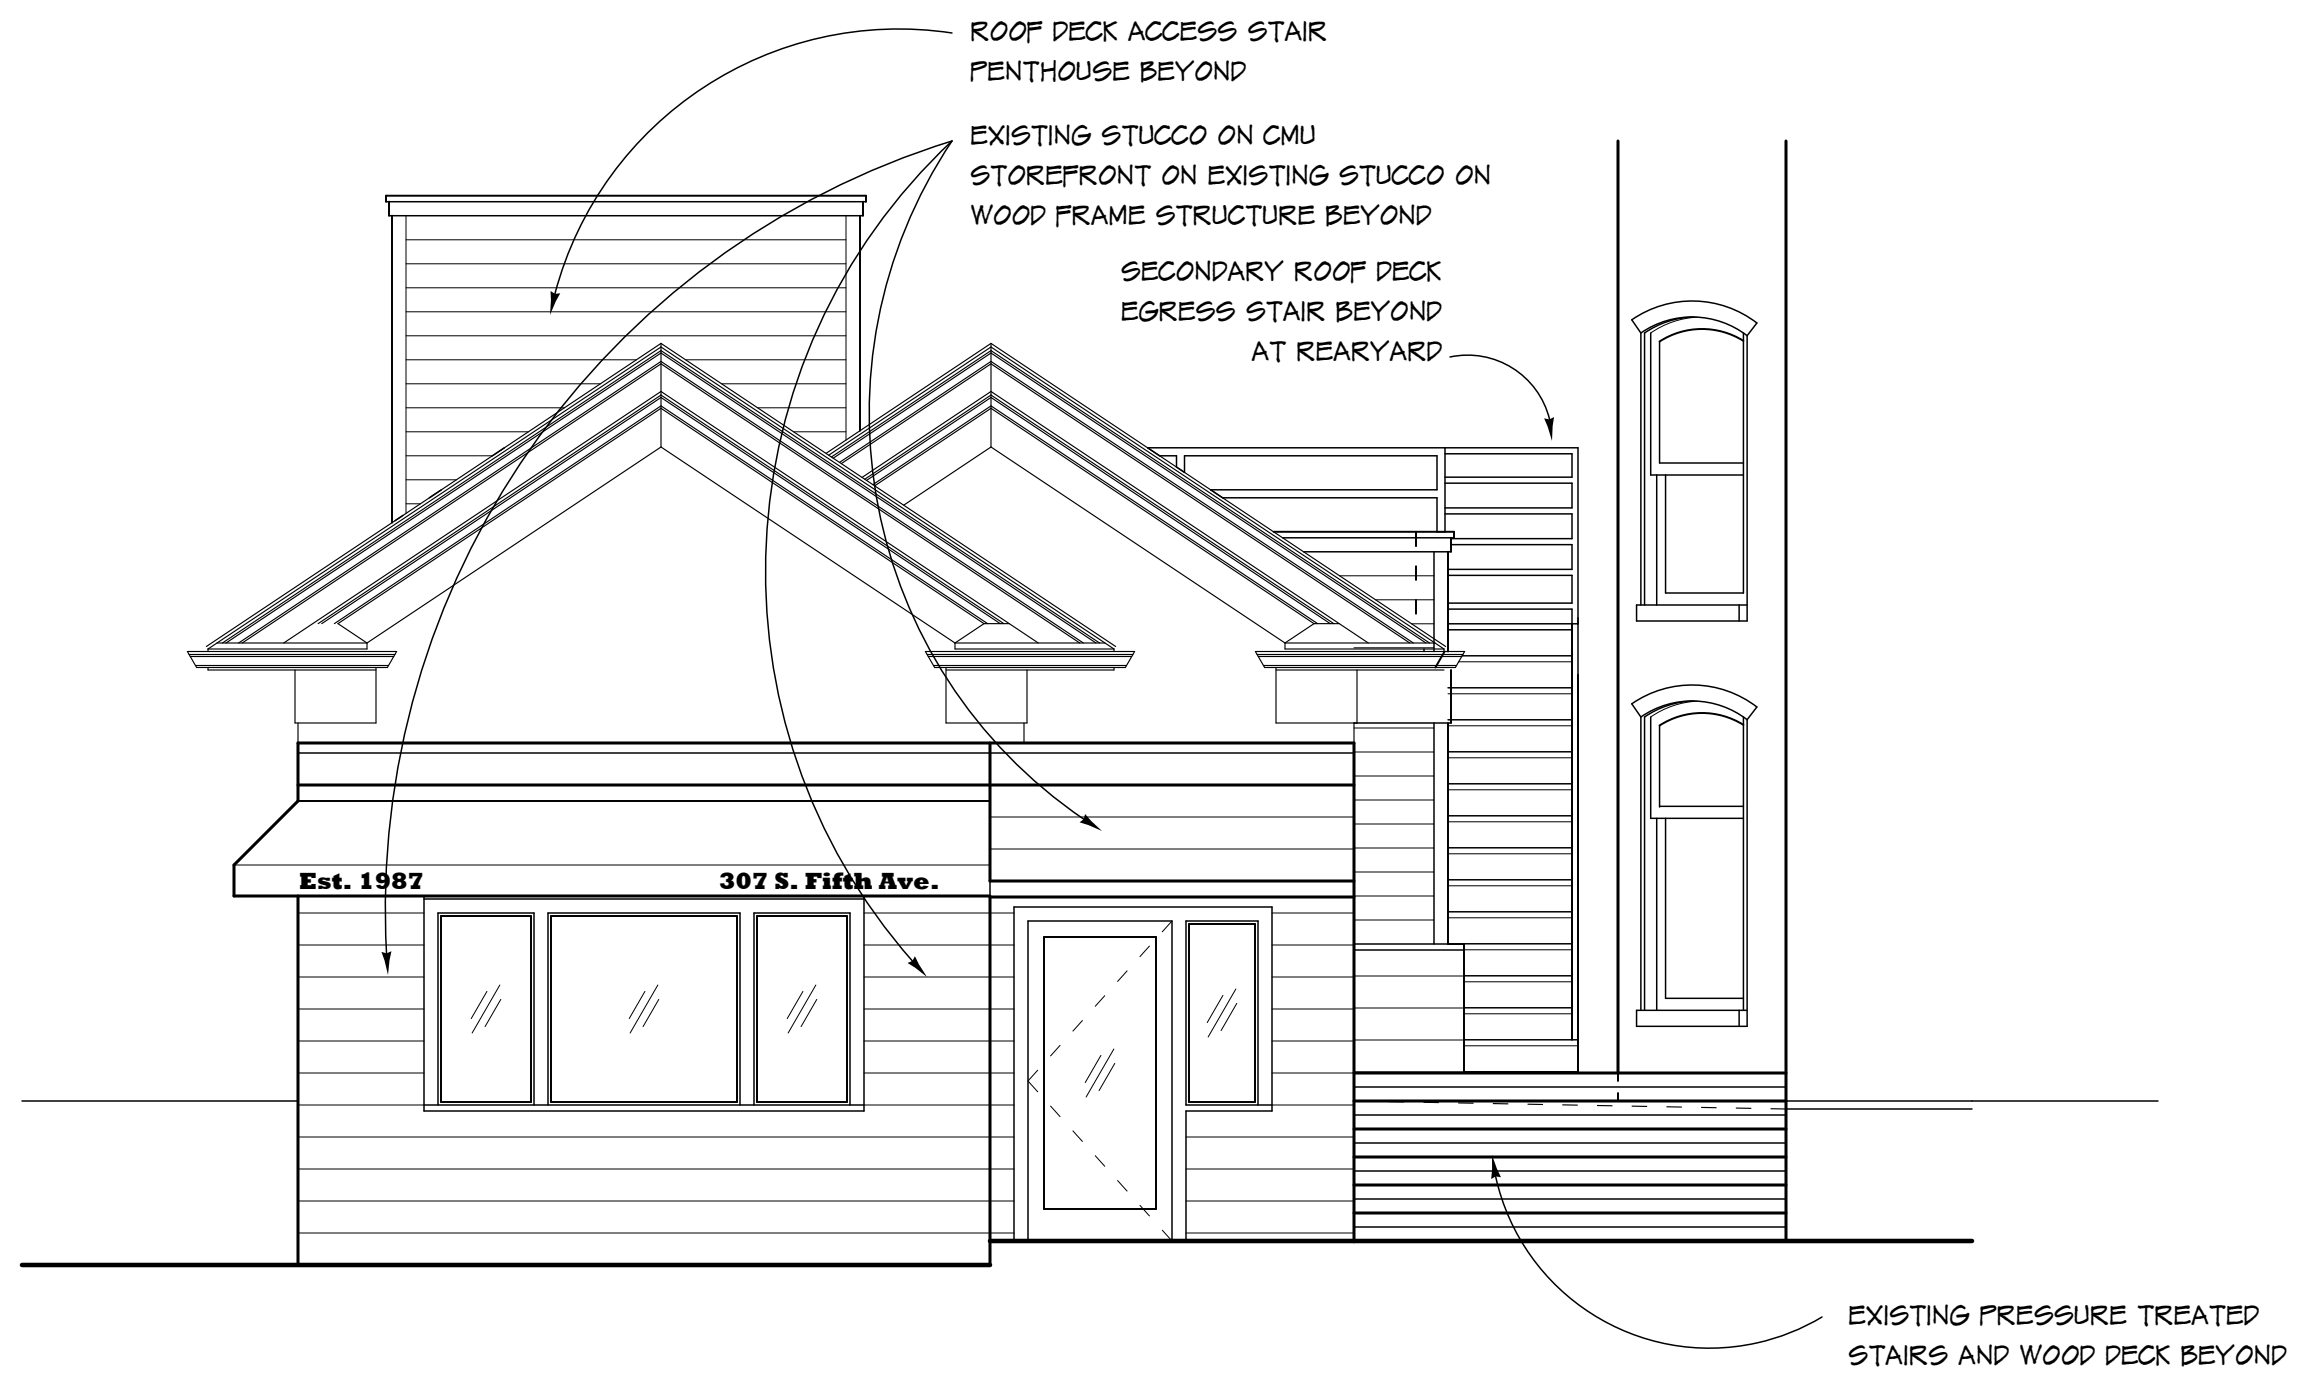 ROOF DECK ACCESS STAIR
PENTHOUSE BEYOND
EXISTING STUCCO ON CMU
STOREFRONT ON EXISTING STUCCO ON
WOOD FRAME STRUCTURE BEYOND
SECONDARY ROOF DECK
EGRESS STAIR BEYOND
AT REARYARD
Est. 1987
307 S. Fifth Ave.
EXISTING PRESSURE TREATED
STAIRS AND WOOD DECK BEYOND